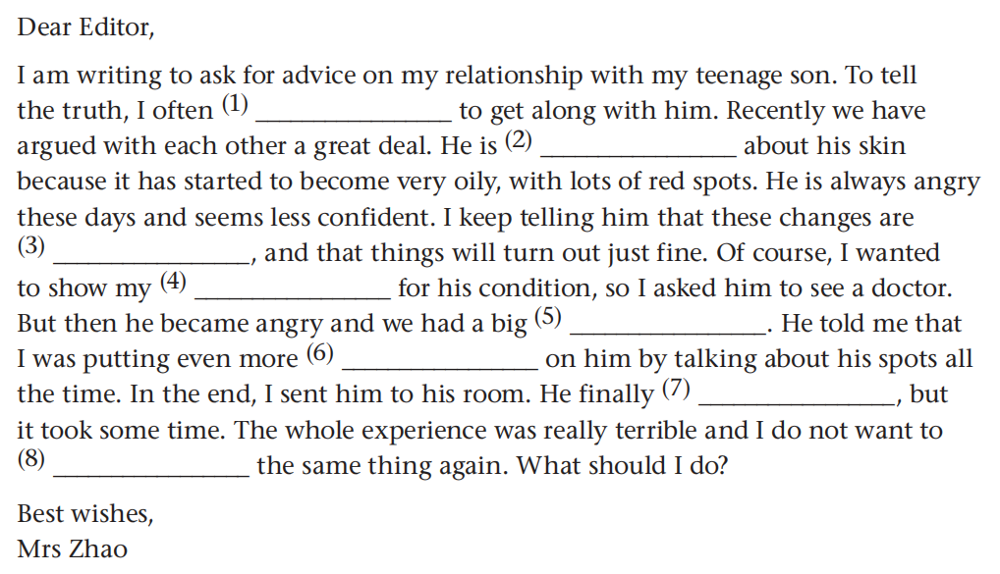 Dear Editor,
I am writing to ask for advice on my relationship with my teenage son. To tell
the truth, I often (1) ________________ to get along with him. Recently we have
argued with each other a great deal. He is (2) ________________ about his skin
because it has started to become very oily, with lots of red spots. He is always angry
these days and seems less confident. I keep telling him that these changes are
(3) ________________, and that things will turn out just fine. Of course, I wanted
to show my (4) ________________ for his condition, so I asked him to see a doctor.
But then he became angry and we had a big (5) ________________. He told me that
I was putting even more (6) ________________ on him by talking about his spots all
the time. In the end, I sent him to his room. He finally (7) ________________, but
it took some time. The whole experience was really terrible and I do not want to
(8) ________________ the same thing again. What should I do?
Best wishes,
Mrs Zhao